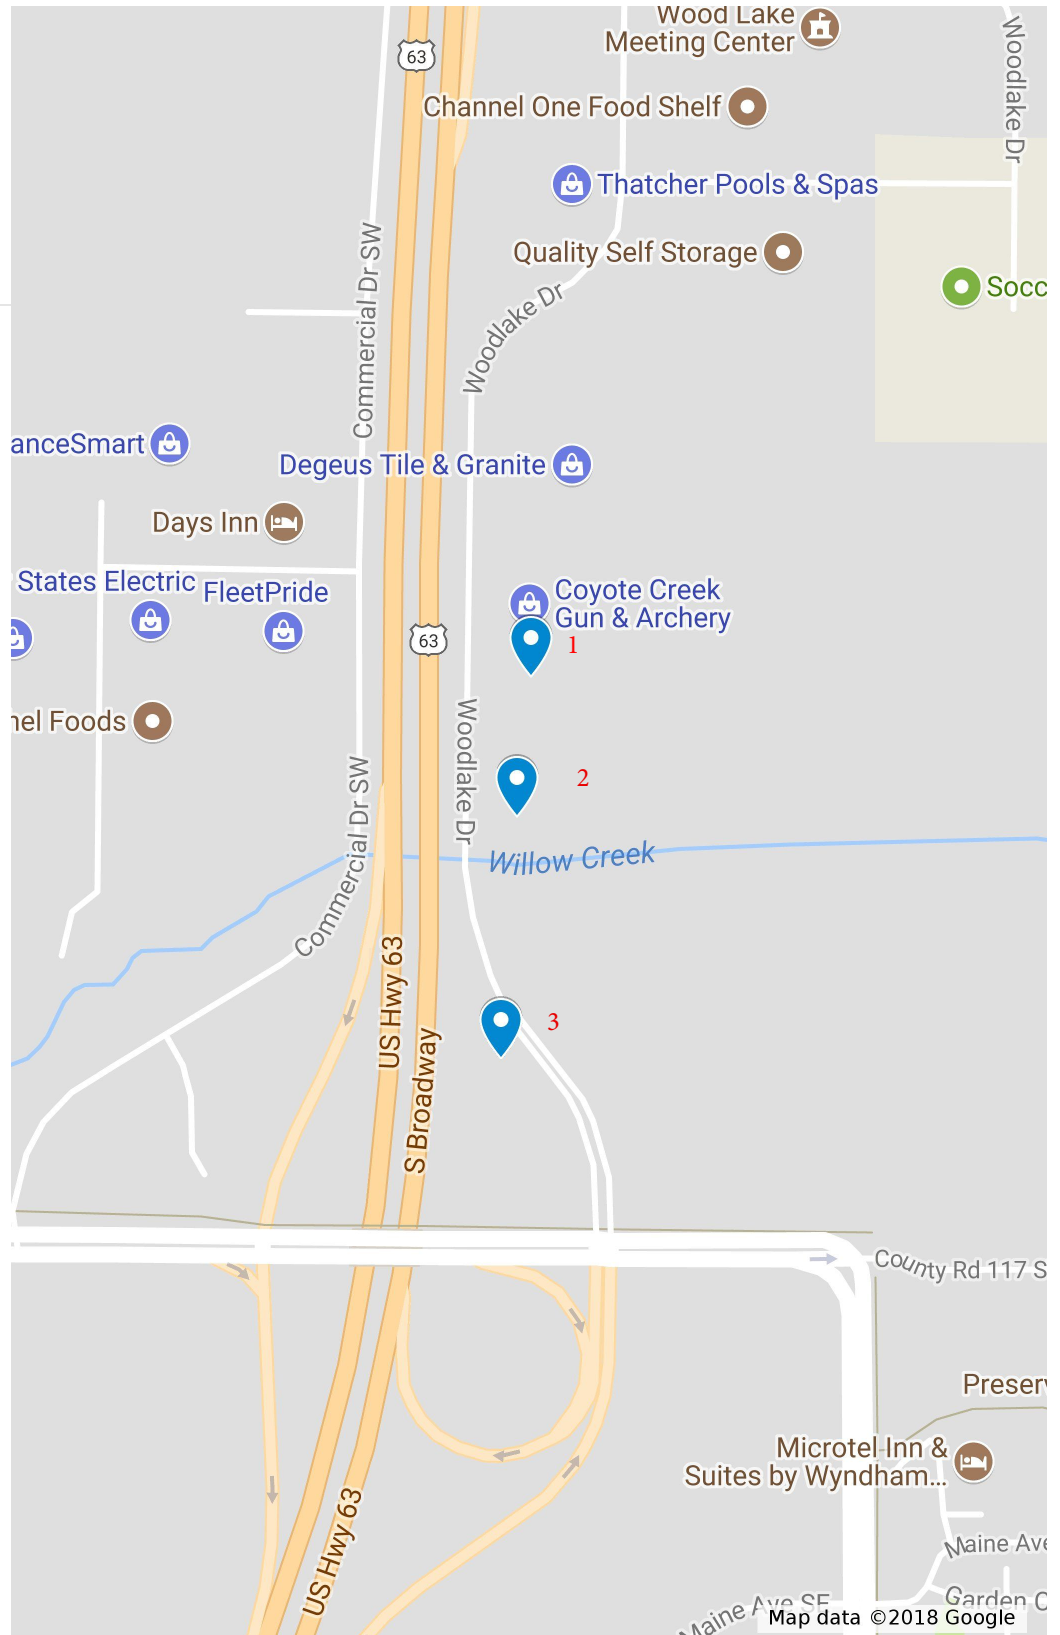 Wood Lake
Meeting Center
63
Woodlake Dr
Channel One Food Shelf
Thatcher Pools & Spas
Commercial Dr SW
Quality Self Storage
Socc
Woodlake Dr
anceSmart
Degeus Tile & Granite
Days Inn
States Electric
FleetPride
Coyote Creek
Gun & Archery
63
1
nel Foods
Woodlake Dr
2
Commercial Dr SW
Willow Creek
US Hwy 63
3
S Broadway
County Rd 117 S
Preserv
Microtel Inn &
Suites by Wyndham...
US Hwy 63
Maine Ave
Garden C
Maine Ave SE
Map data ©2018 Google